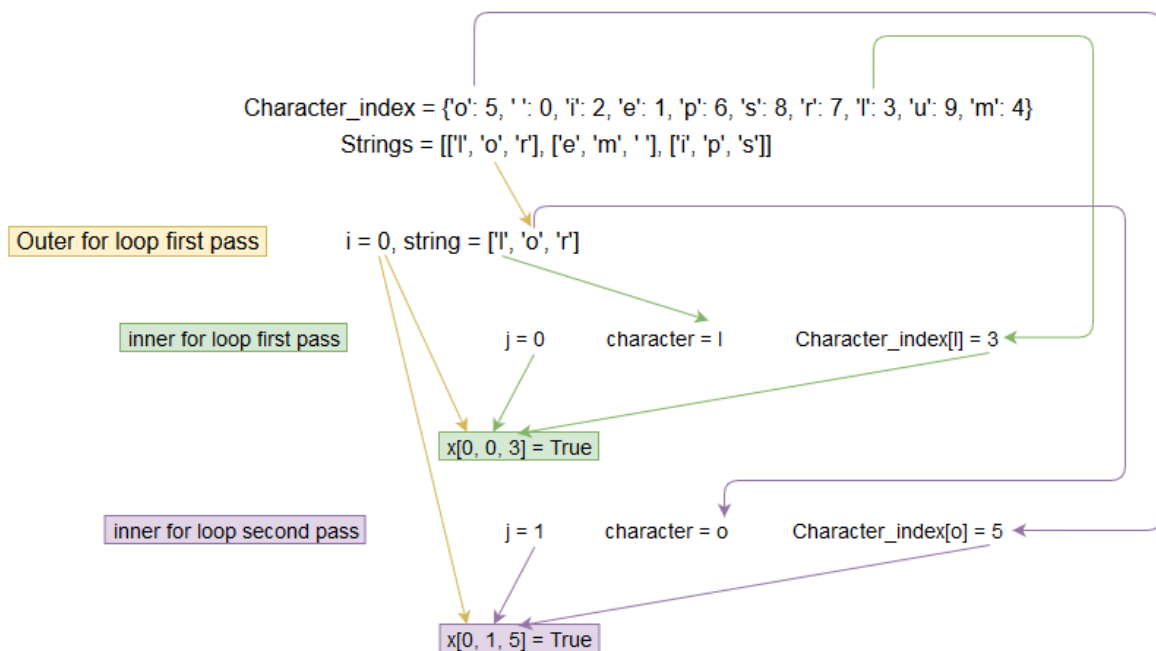 Character_index = {'o': 5, ' ': 0, 'i': 2, 'e': 1, 'p': 6, 's': 8, 'r': 7, 'l': 3, 'u': 9, 'm': 4}
Strings = [['l', 'o', 'r'], ['e', 'm', ' '], ['i', 'p', 's']]
Outer for loop first pass i = 0, string = ['l', 'o', 'r']
inner for loop first pass j = 0 character = l Character_index[l] = 3
x[0, 0, 3] = True
inner for loop second pass j = 1 character = o Character_index[o] = 5
x[0, 1, 5] = True